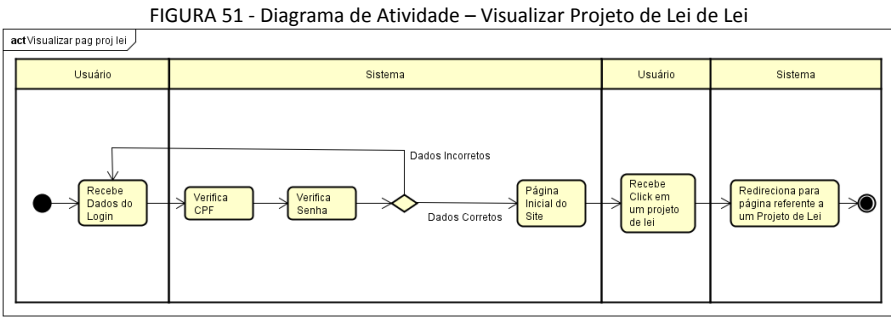 FIGURA 51 - Diagrama de Atividade – Visualizar Projeto de Lei de Lei
act Visualizar pag proj lei
Usuário
Sistema
Usuário
Sistema
Dados Incorretos
Recebe
Dados do
Login
Verifica
CPF
Verifica
Senha
Dados Corretos
Página
Inicial do
Site
Recebe
Click em
um projeto
de lei
Redireciona para
página referente a
um Projeto de Lei